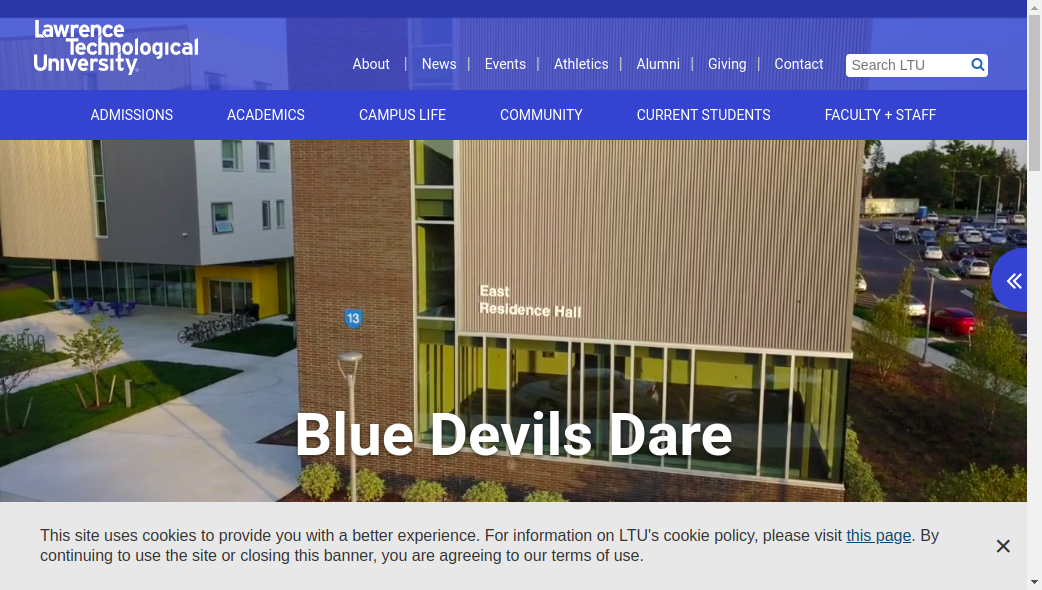 Lawrence
Technological
University
About | News | Events | Athletics | Alumni | Giving | Contact
Search LTU
ADMISSIONS ACADEMICS CAMPUS LIFE COMMUNITY CURRENT STUDENTS FACULTY + STAFF
East
Residence Hall
13
Blue Devils Dare
This site uses cookies to provide you with a better experience. For information on LTU's cookie policy, please visit this page. By
continuing to use the site or closing this banner, you are agreeing to our terms of use.